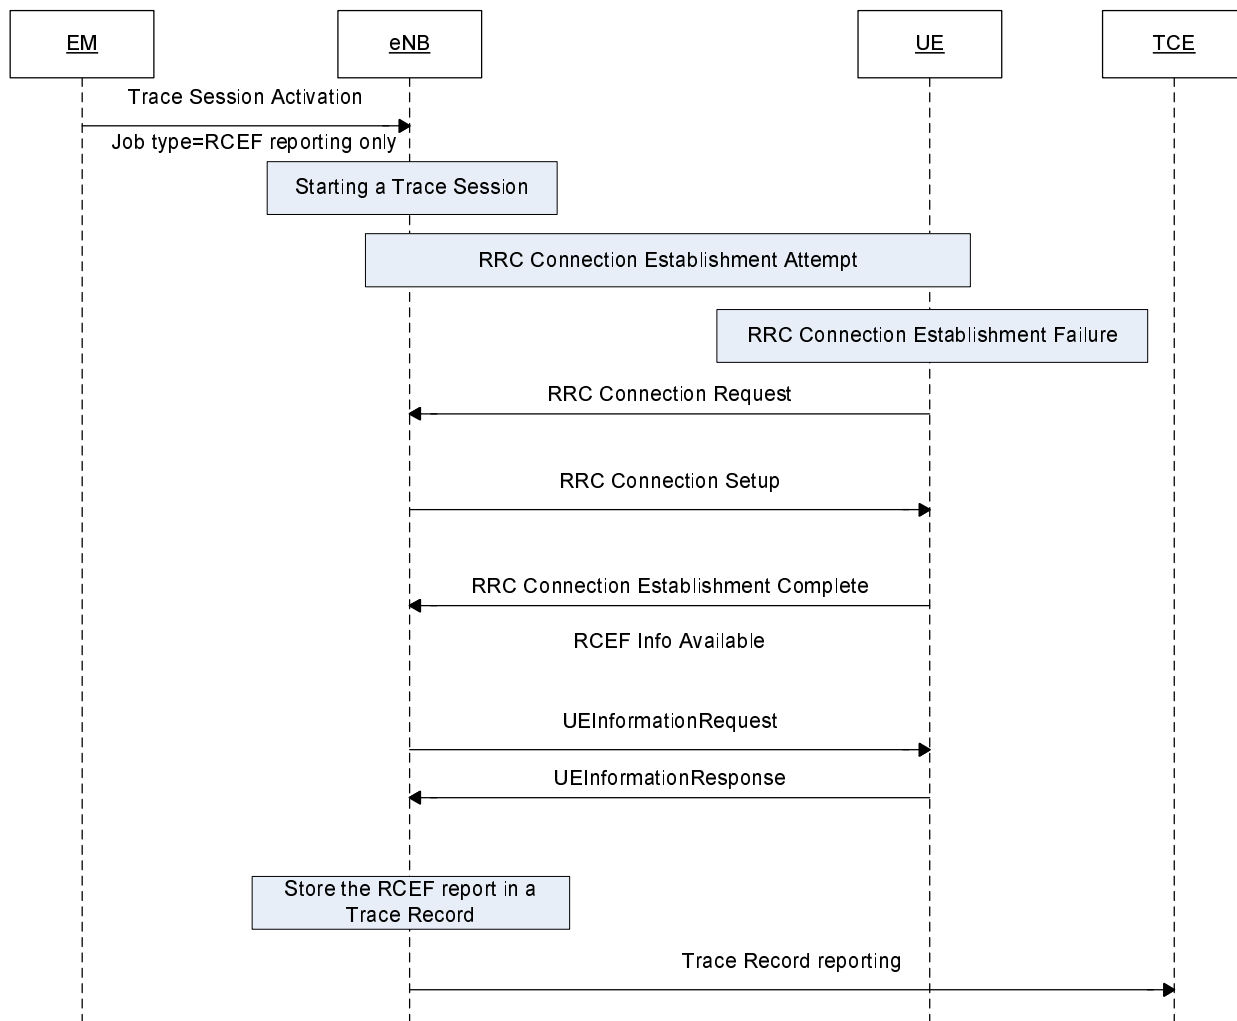 EM
eNB
UE
TCE
Trace Session Activation
Job type=RCEF reporting only
Starting a Trace Session
RRC Connection Establishment Attempt
RRC Connection Establishment Failure
RRC Connection Request
RRC Connection Setup
RRC Connection Establishment Complete
RCEF Info Available
UEInformationRequest
UEInformationResponse
Store the RCEF report in a
Trace Record
Trace Record reporting